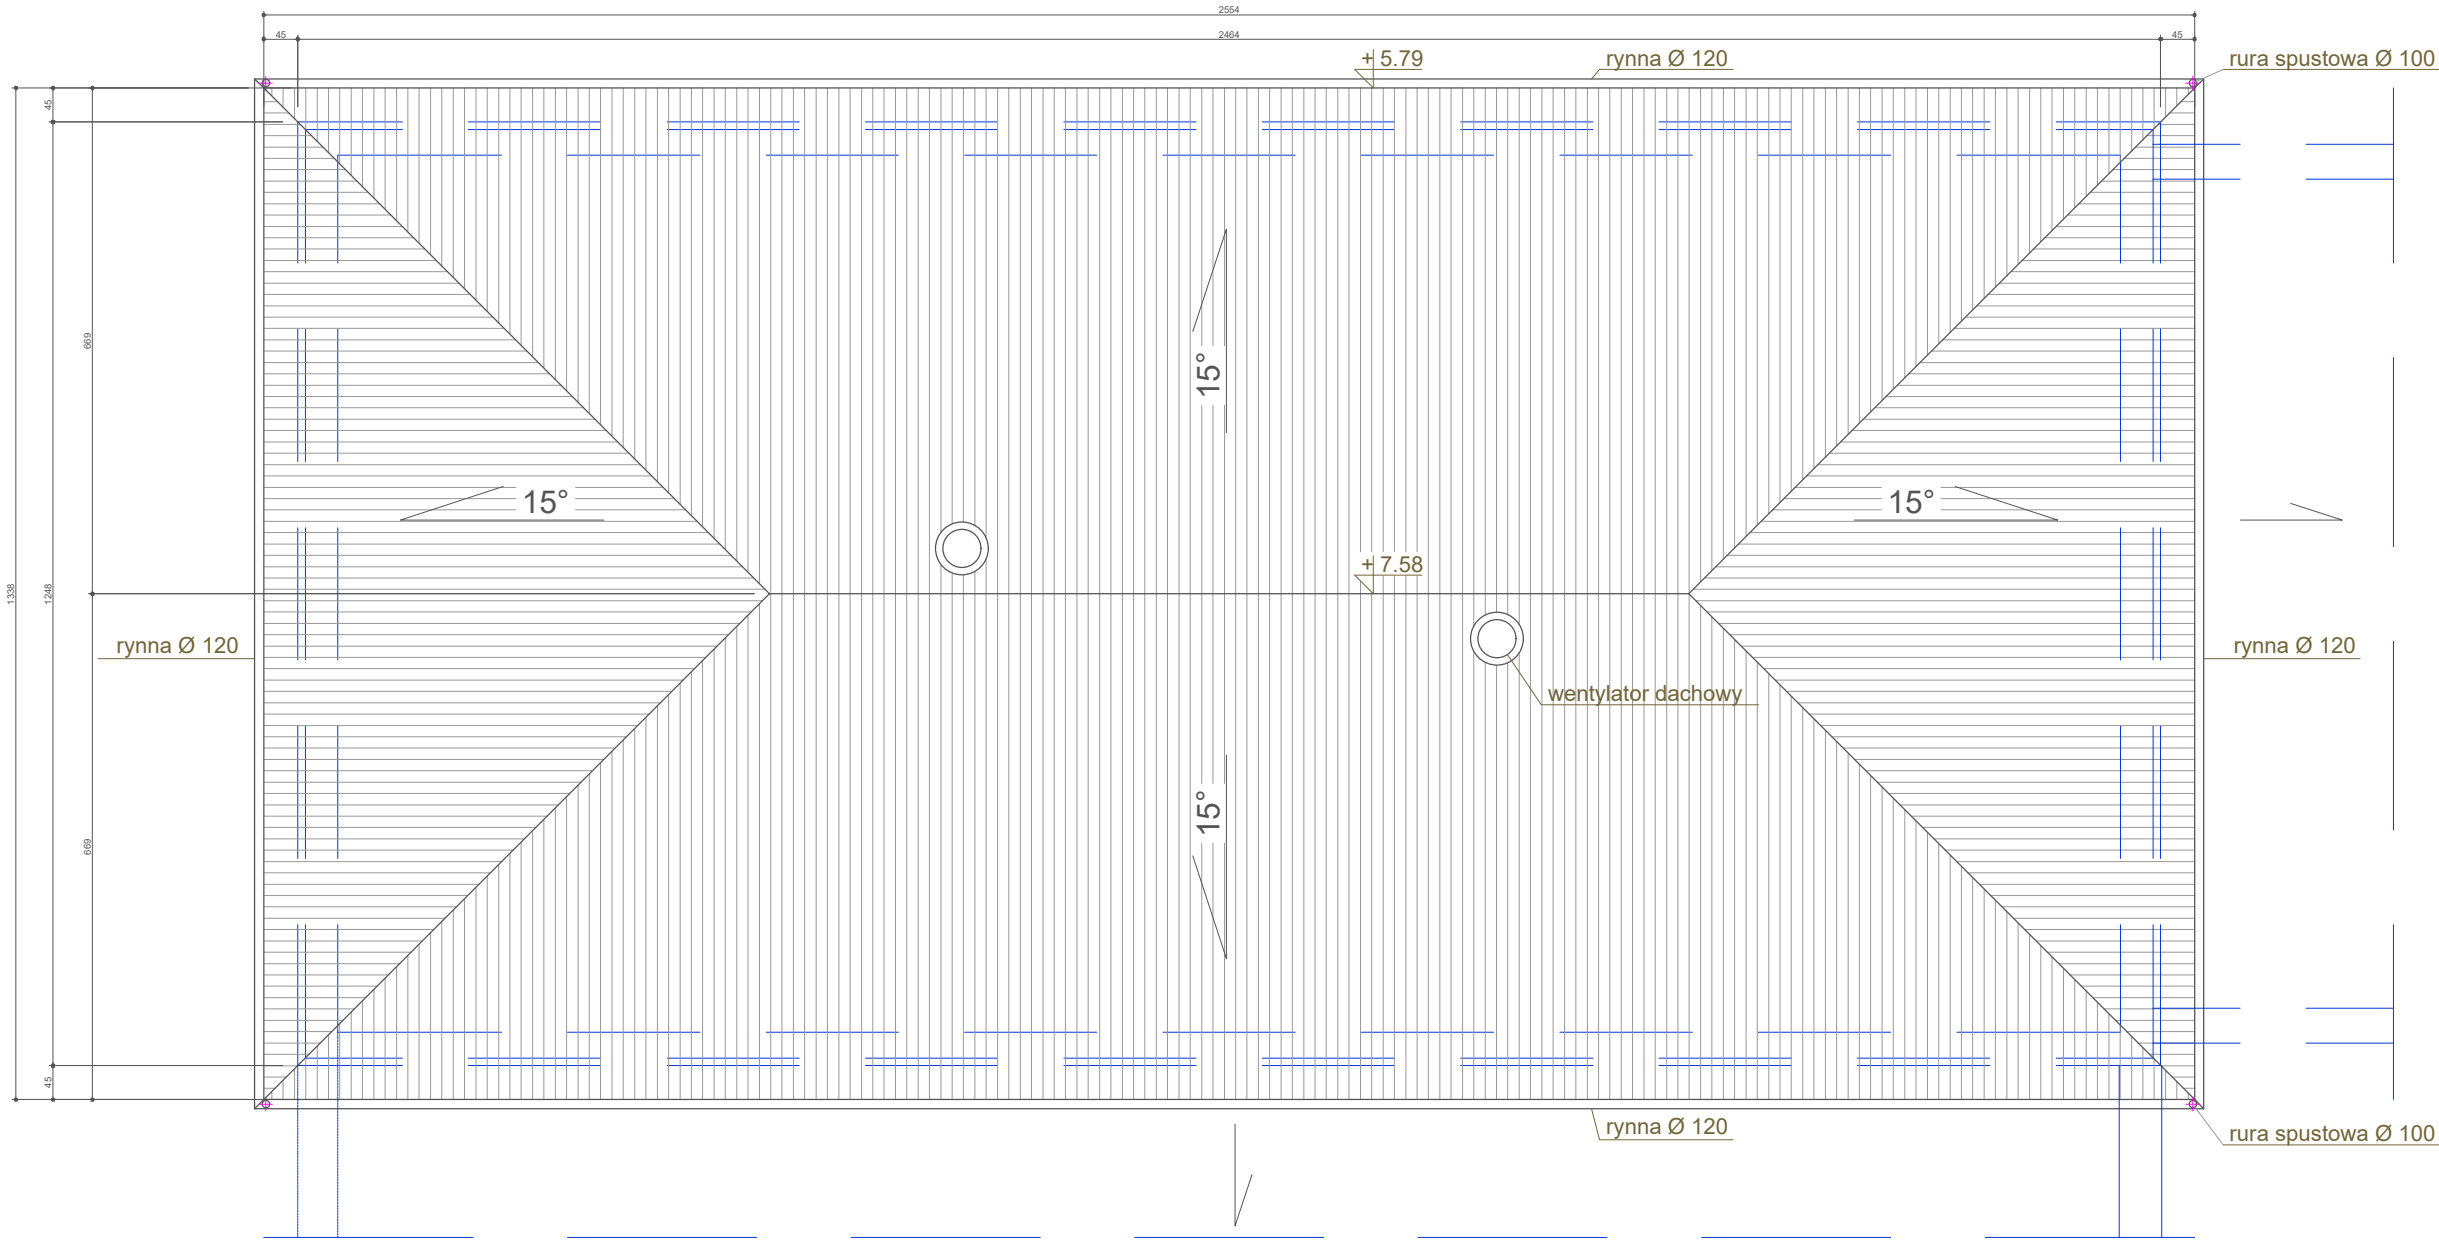 2554
45
2464
45
+ 5.79
rynna Ø 120
rura spustowa Ø 100
45
669
15°
15°
15°
+ 7.58
1338
1248
rynna Ø 120
rynna Ø 120
wentylator dachowy
15°
669
45
rynna Ø 120
rura spustowa Ø 100